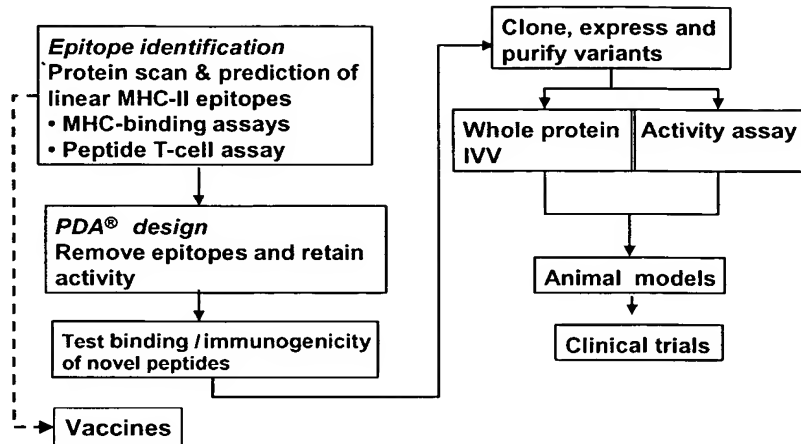 Epitope identification
Protein scan & prediction of
linear MHC-II epitopes
• MHC-binding assays
• Peptide T-cell assay
PDA® design
Remove epitopes and retain
activity
Test binding / immunogenicity
of novel peptides
Vaccines
Clone, express and
purify variants
Whole protein
IVV
Activity assay
Animal models
Clinical trials